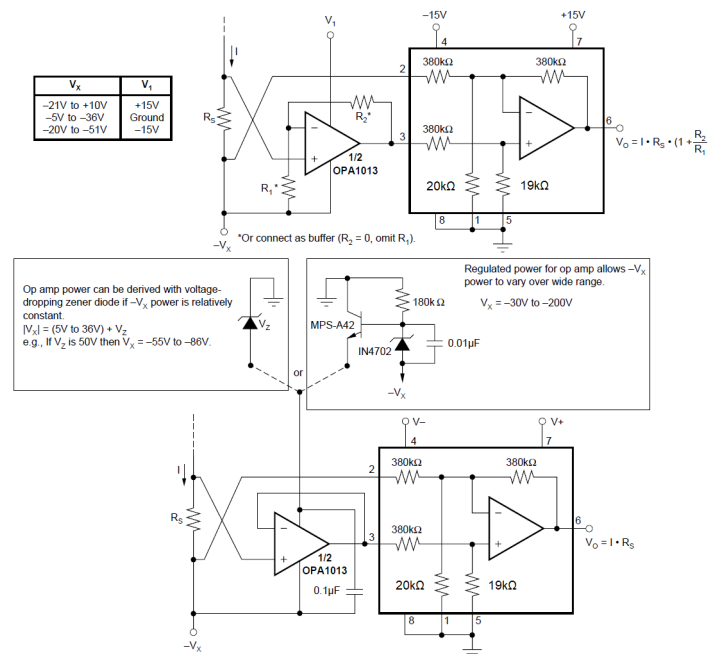 –15V
+15V
V1
4
7
I
380kΩ
380kΩ
VX
V1
–21V to +10V
+15V
–5V to –36V
Ground
–20V to –51V
–15V
2
RS
R2*
–
+
3
380kΩ
–
+
6
VO = I • RS • (1 + R2
R1
1/2
OPA1013
R1*
20kΩ
19kΩ
8
1
5
–VX
*Or connect as buffer (R2 = 0, omit R1).
Op amp power can be derived with voltage-
dropping zener diode if –VX power is relatively
constant.
|VX| = (5V to 36V) + VZ
e.g., If VZ is 50V then VX = –55V to –86V.
VZ
or
Regulated power for op amp allows –VX
power to vary over wide range.
VX = –30V to –200V
180kΩ
MPS-A42
IN4702
0.01µF
–VX
V–
V+
4
7
I
2
380kΩ
380kΩ
RS
–
+
3
380kΩ
–
+
6
VO = I • RS
1/2
OPA1013
0.1µF
20kΩ
19kΩ
8
1
5
–VX